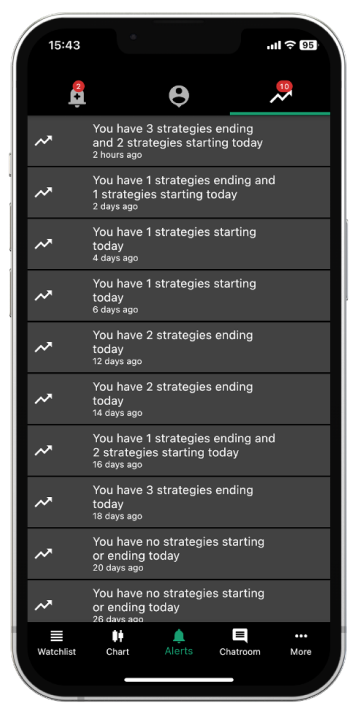 15:43
95
2
10
You have 3 strategies ending
and 2 strategies starting today
2 hours ago
You have 1 strategies ending and
1 strategies starting today
2 days ago
You have 1 strategies starting
today
4 days ago
You have 1 strategies starting
today
6 days ago
You have 2 strategies ending
today
12 days ago
You have 2 strategies ending
today
14 days ago
You have 1 strategies ending and
2 strategies starting today
16 days ago
You have 3 strategies ending
today
18 days ago
You have no strategies starting
or ending today
20 days ago
You have no strategies starting
or ending today
26 days ago
Watchlist Chart Alerts Chatroom More